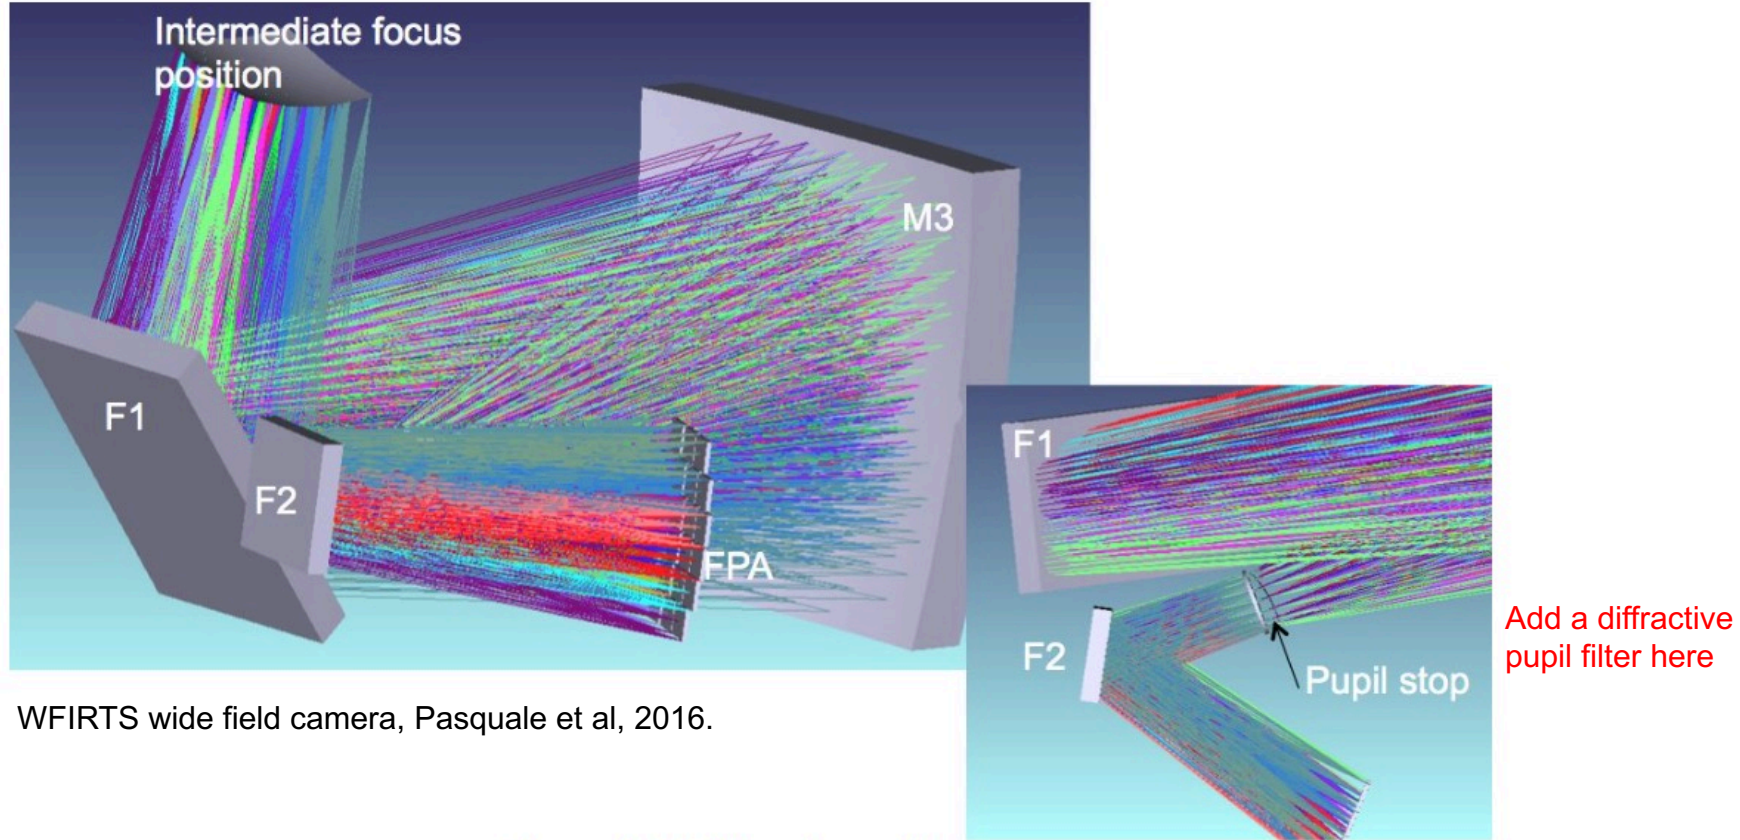 Intermediate focus
position
M3
F1
F2
FPA
F1
F2
Pupil stop
Add a diffractive
pupil filter here
WFIRTS wide field camera, Pasquale et al, 2016.